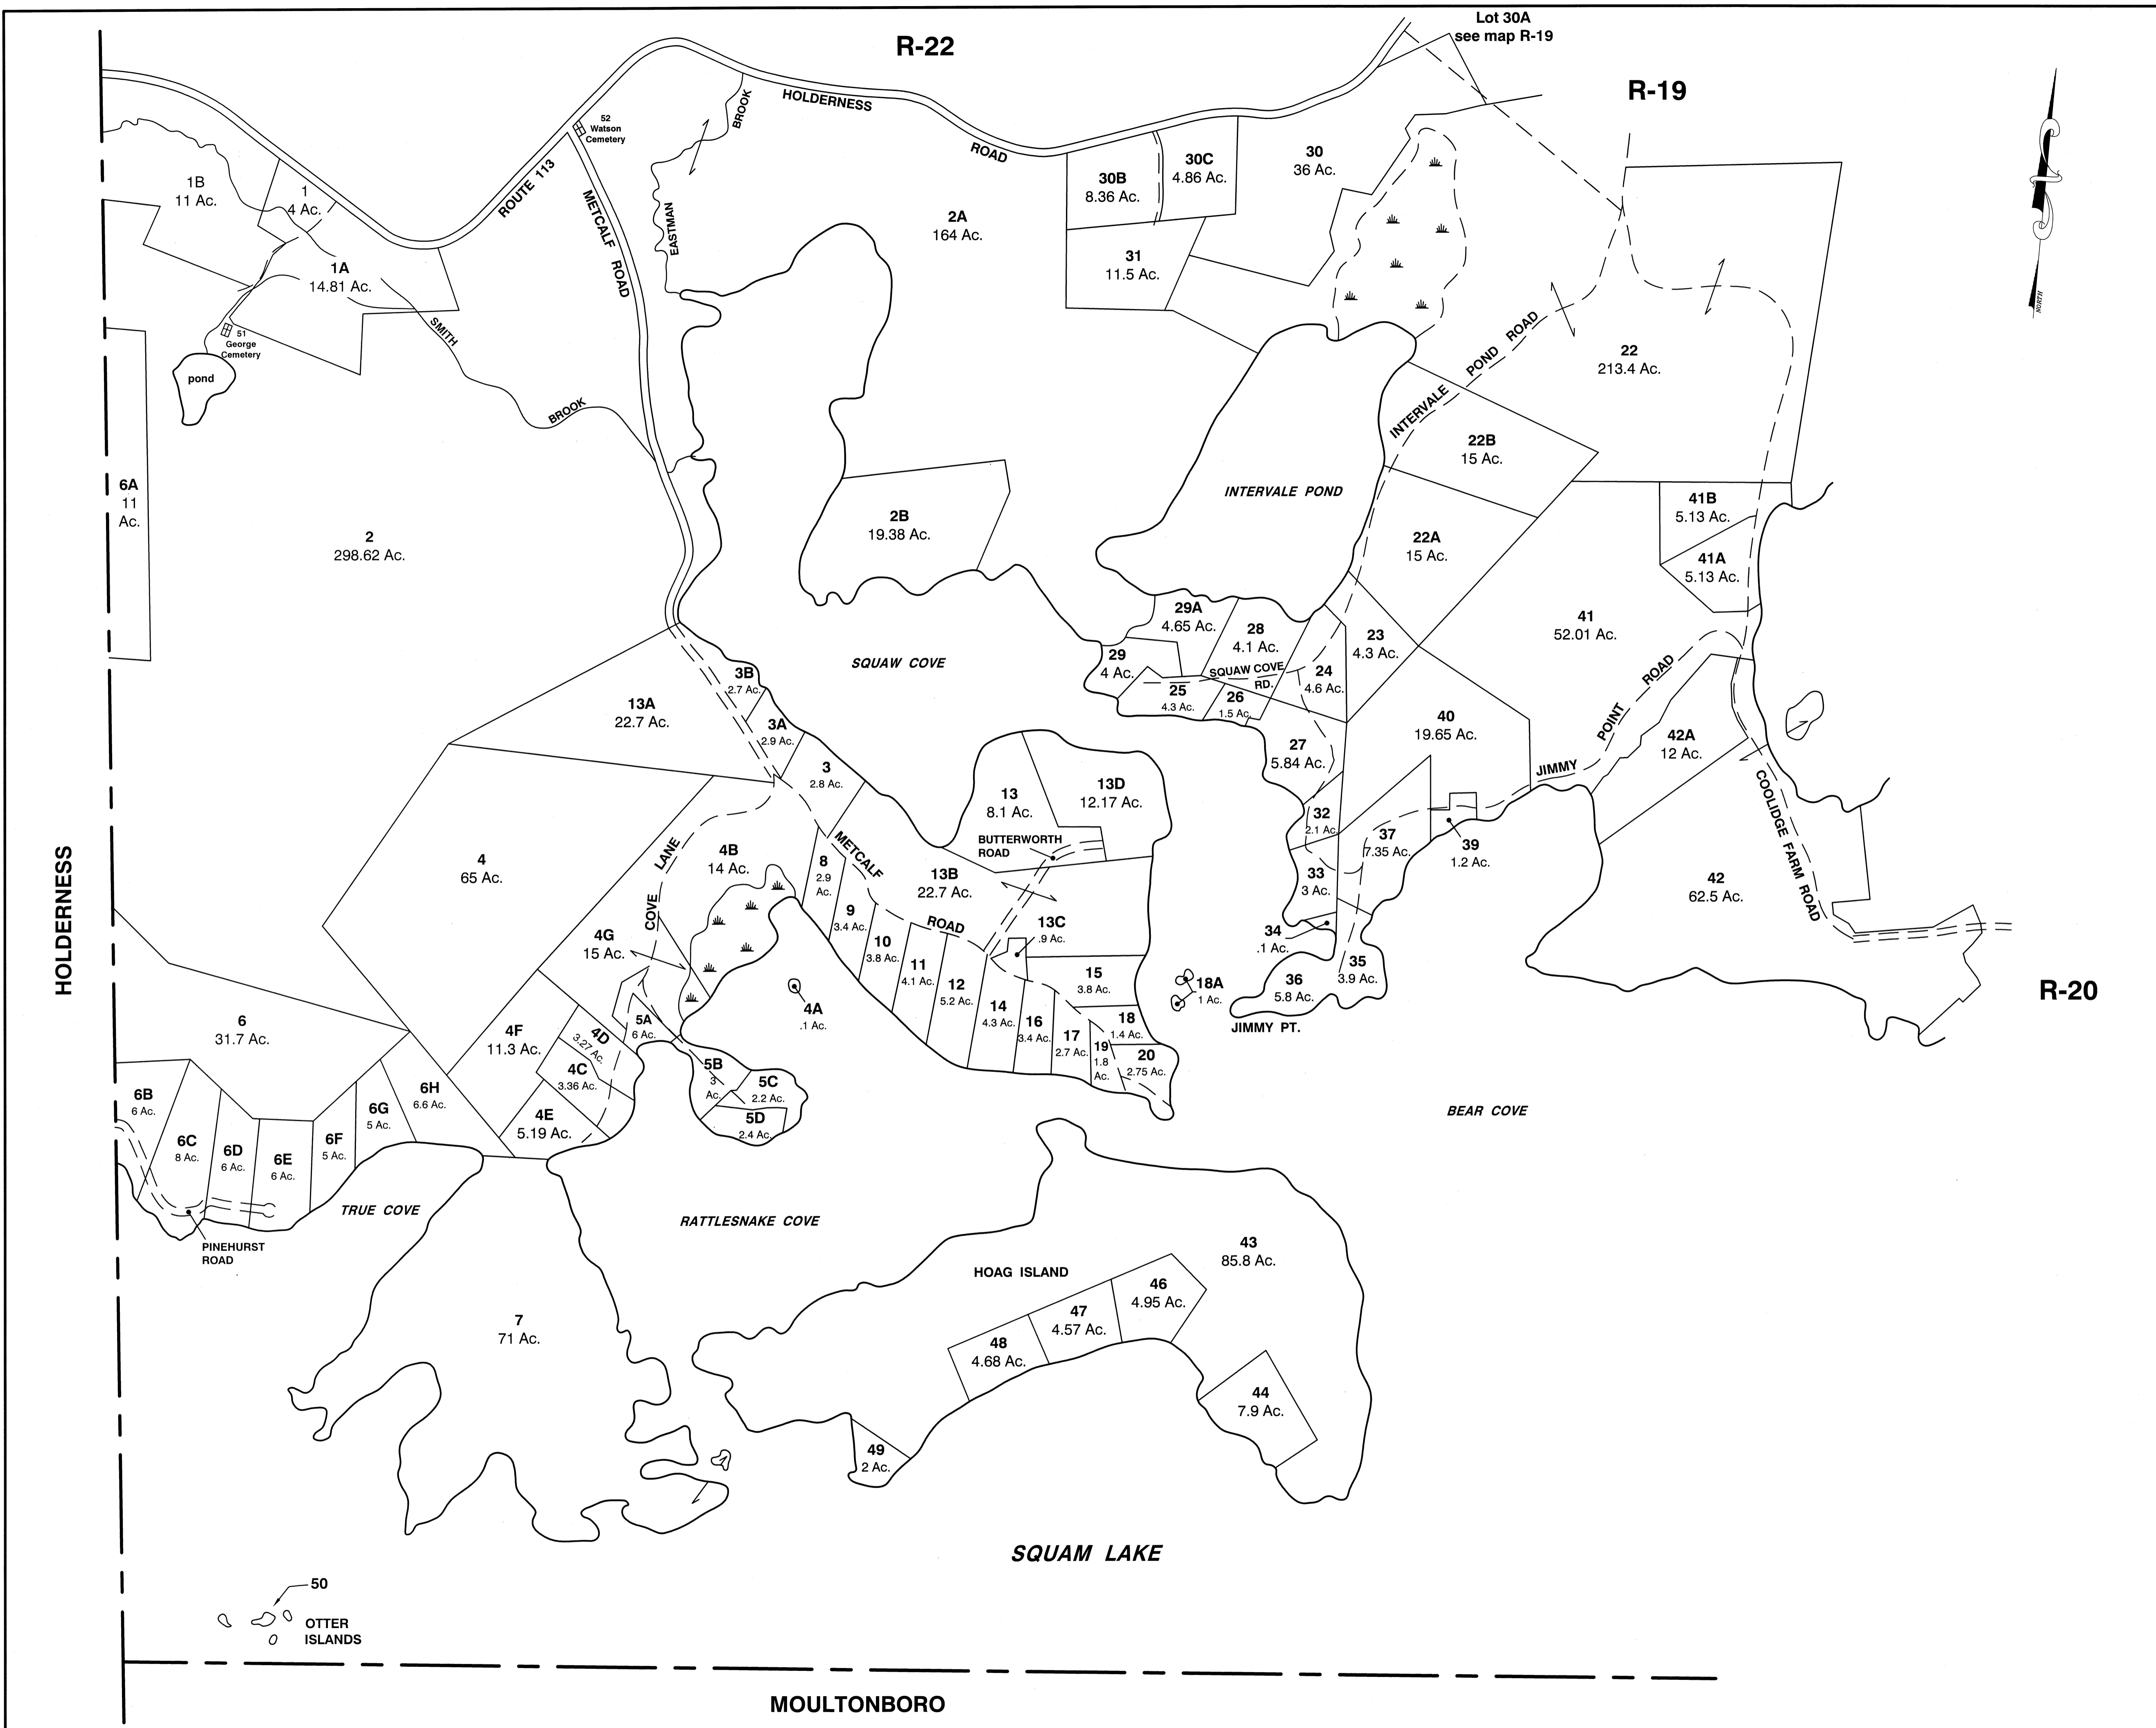 Lot 30A
see map R-19
R-22
R-19
HOLDERNESS
ROAD
BROOK
52
Watson
Cemetery
ROUTE 113
METCALF
ROAD
EASTMAN
1B
11 Ac.
1
4 Ac.
1A
14.81 Ac.
51
George
Cemetery
pond
SMITH
BROOK
2A
164 Ac.
30B
8.36 Ac.
30C
4.86 Ac.
30
36 Ac.
31
11.5 Ac.
NORTH
INTERVALE POND ROAD
22
213.4 Ac.
22B
15 Ac.
22A
15 Ac.
INTERVALE POND
6A
11
Ac.
2
298.62 Ac.
2B
19.38 Ac.
41B
5.13 Ac.
41A
5.13 Ac.
41
52.01 Ac.
29A
4.65 Ac.
28
4.1 Ac.
29
4 Ac.
SQUAW COVE
RD.
23
4.3 Ac.
24
4.6 Ac.
25
4.3 Ac.
26
1.5 Ac.
SQUAW COVE
3B
2.7 Ac.
13A
22.7 Ac.
3A
2.9 Ac.
3
2.8 Ac.
27
5.84 Ac.
40
19.65 Ac.
JIMMY
POINT
ROAD
42A
12 Ac.
COOLIDGE FARM ROAD
13
8.1 Ac.
13D
12.17 Ac.
BUTTERWORTH
ROAD
32
2.1 Ac.
37
7.35 Ac.
39
1.2 Ac.
HOLDERNESS
4
65 Ac.
COVE
LANE
4B
14 Ac.
8
2.9
Ac.
METCALF
ROAD
13B
22.7 Ac.
33
3 Ac.
42
62.5 Ac.
4G
15 Ac.
9
3.4 Ac.
10
3.8 Ac.
11
4.1 Ac.
12
5.2 Ac.
13C
.9 Ac.
34
.1 Ac.
35
3.9 Ac.
36
5.8 Ac.
JIMMY PT.
R-20
15
3.8 Ac.
18A
1 Ac.
4A
.1 Ac.
14
4.3 Ac.
16
3.4 Ac.
17
2.7 Ac.
18
1.4 Ac.
19
1.8
Ac.
20
2.75 Ac.
6
31.7 Ac.
4F
11.3 Ac.
4D
3.27 Ac.
5A
6 Ac.
4C
3.36 Ac.
5B
3
Ac.
5C
2.2 Ac.
5D
2.4 Ac.
4E
5.19 Ac.
6B
6 Ac.
6C
8 Ac.
6D
6 Ac.
6E
6 Ac.
6F
5 Ac.
6G
5 Ac.
6H
6.6 Ac.
BEAR COVE
TRUE COVE
RATTLESNAKE COVE
PINEHURST
ROAD
HOAG ISLAND
43
85.8 Ac.
46
4.95 Ac.
47
4.57 Ac.
48
4.68 Ac.
7
71 Ac.
44
7.9 Ac.
49
2 Ac.
SQUAM LAKE
50
OTTER
ISLANDS
MOULTONBORO